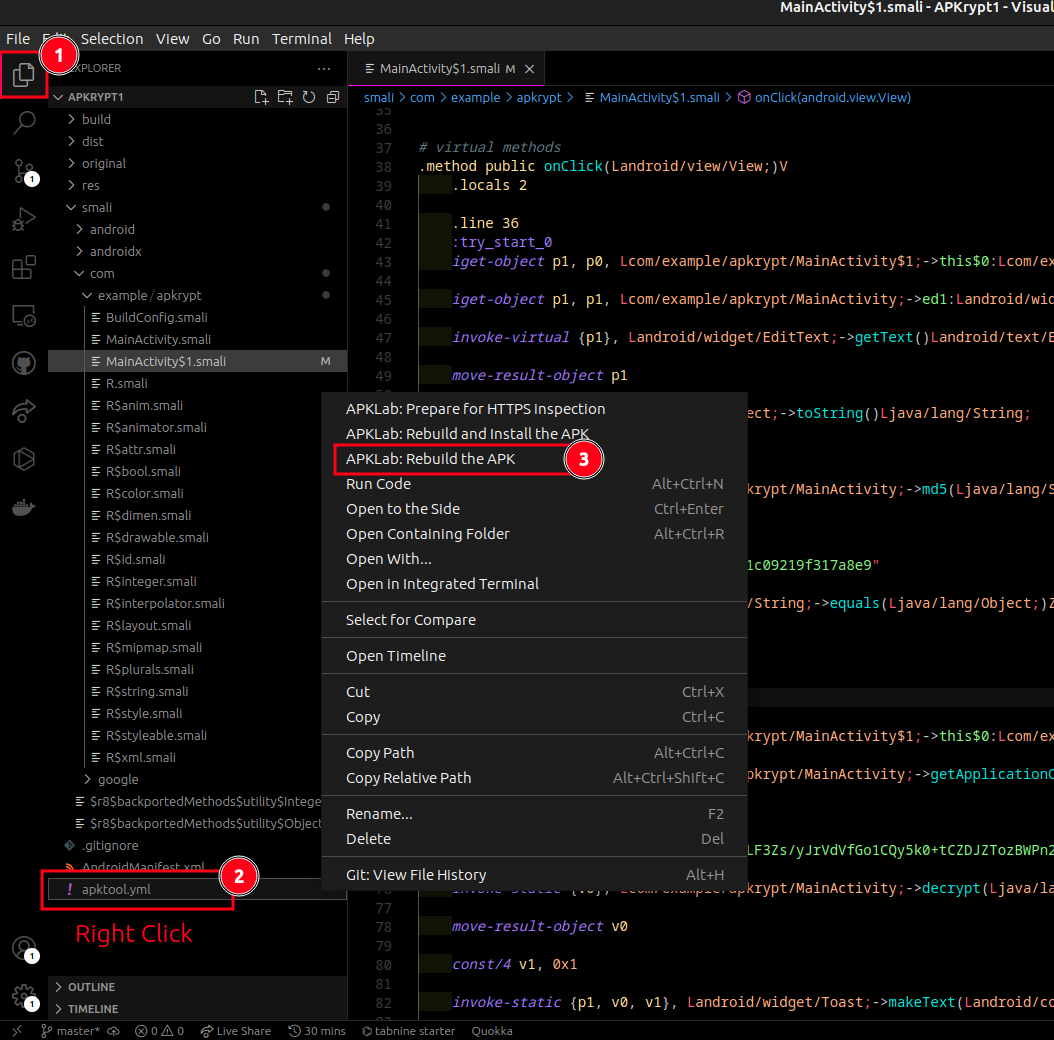 MainActivity$1.smali - APKrypt1 - Visual
File Edit Selection View Go Run Terminal Help
1
EXPLORER
MainActivity$1.smali M
APKRYPT1
smali > com > example > apkrypt > MainActivity$1.smali > onClick(android.view.View)
build
dist
original
res
smali
android
androidx
com
example / apkrypt
BuildConfig.smali
MainActivity.smali
MainActivity$1.smali M
R.smali
R$anim.smali
R$animator.smali
R$attr.smali
R$bool.smali
R$color.smali
R$dimen.smali
R$drawable.smali
R$id.smali
R$integer.smali
R$interpolator.smali
R$layout.smali
R$mipmap.smali
R$plurals.smali
R$string.smali
R$style.smali
R$styleable.smali
R$xml.smali
google
$r8$backportedMethods$utility$Intege
$r8$backportedMethods$utility$Object
.gitignore
AndroidManifest.xml
! apktool.yml
2
Right Click
OUTLINE
TIMELINE
1
1
1
35
36
37 # virtual methods
38 .method public onClick(Landroid/view/View;)V
39 .locals 2
40
41 .line 36
42 :try_start_0
43 iget-object p1, p0, Lcom/example/apkrypt/MainActivity$1;->this$0:Lcom/ex
44
45 iget-object p1, p1, Lcom/example/apkrypt/MainActivity;->ed1:Landroid/wid
46
47 invoke-virtual {p1}, Landroid/widget/EditText;->getText()Landroid/text/E
48
49 move-result-object p1
ect;->toString()Ljava/lang/String;
krypt/MainActivity;->md5(Ljava/lang/S
1c09219f317a8e9"
/String;->equals(Ljava/lang/Object;)Z
krypt/MainActivity$1;->this$0:Lcom/ex
pkrypt/MainActivity;->getApplicationC
LF3Zs/yJrVdVfGo1CQy5k0+tCZDJZTozBWPn2
76 invoke-static {v0}, Lcom/example/apkrypt/MainActivity;->decrypt(Ljava/la
77
78 move-result-object v0
79
80 const/4 v1, 0x1
81
82 invoke-static {p1, v0, v1}, Landroid/widget/Toast;->makeText(Landroid/co
83
APKLab: Prepare for HTTPS Inspection
APKLab: Rebuild and Install the APK
APKLab: Rebuild the APK
3
Run Code Alt+Ctrl+N
Open to the Side Ctrl+Enter
Open Containing Folder Alt+Ctrl+R
Open With...
Open in Integrated Terminal
Select for Compare
Open Timeline
Cut Ctrl+X
Copy Ctrl+C
Copy Path Alt+Ctrl+C
Copy Relative Path Alt+Ctrl+Shift+C
Rename... F2
Delete Del
Git: View File History Alt+H
master* 0 0 Live Share 30 mins tabnine starter Quokka